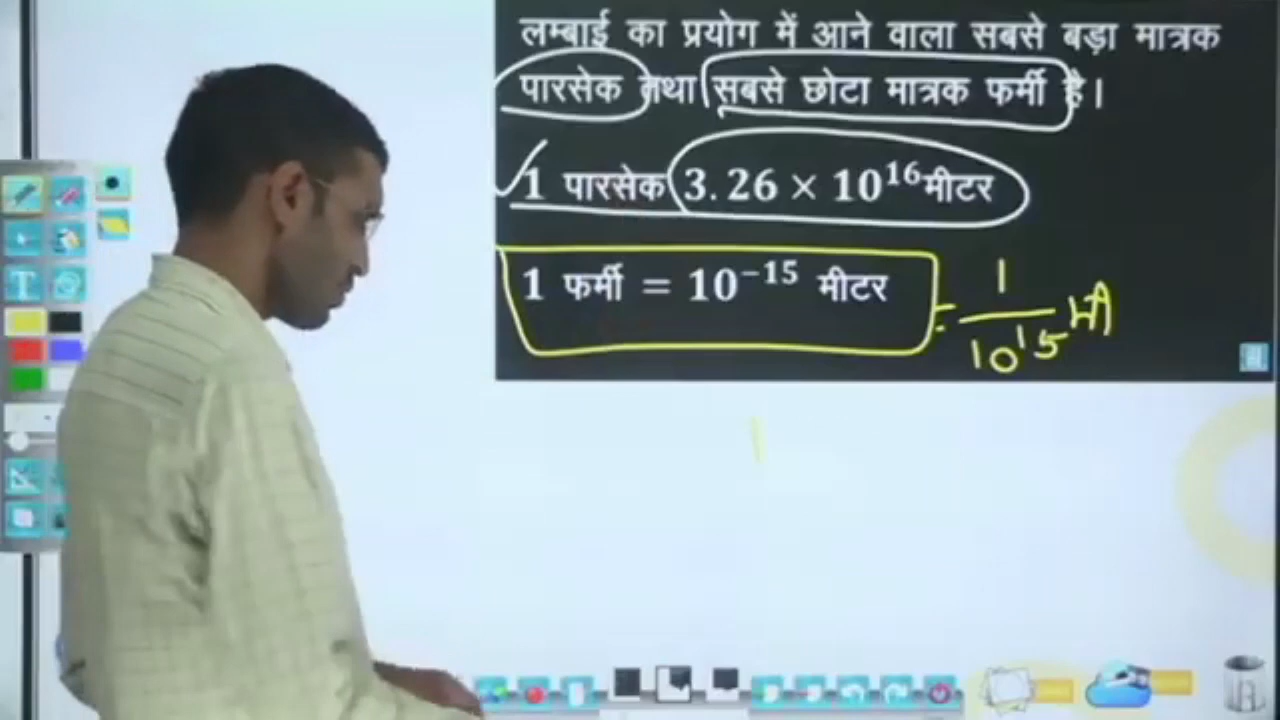 लम्बाई का प्रयोग में आने वाला सबसे बड़ा मात्रक
पारसेक तथा सबसे छोटा मात्रक फर्मी है।
1 पारसेक 3.26 × 10¹⁶ मीटर
1 फर्मी = 10⁻¹⁵ मीटर = 1/10¹⁵ मी
T